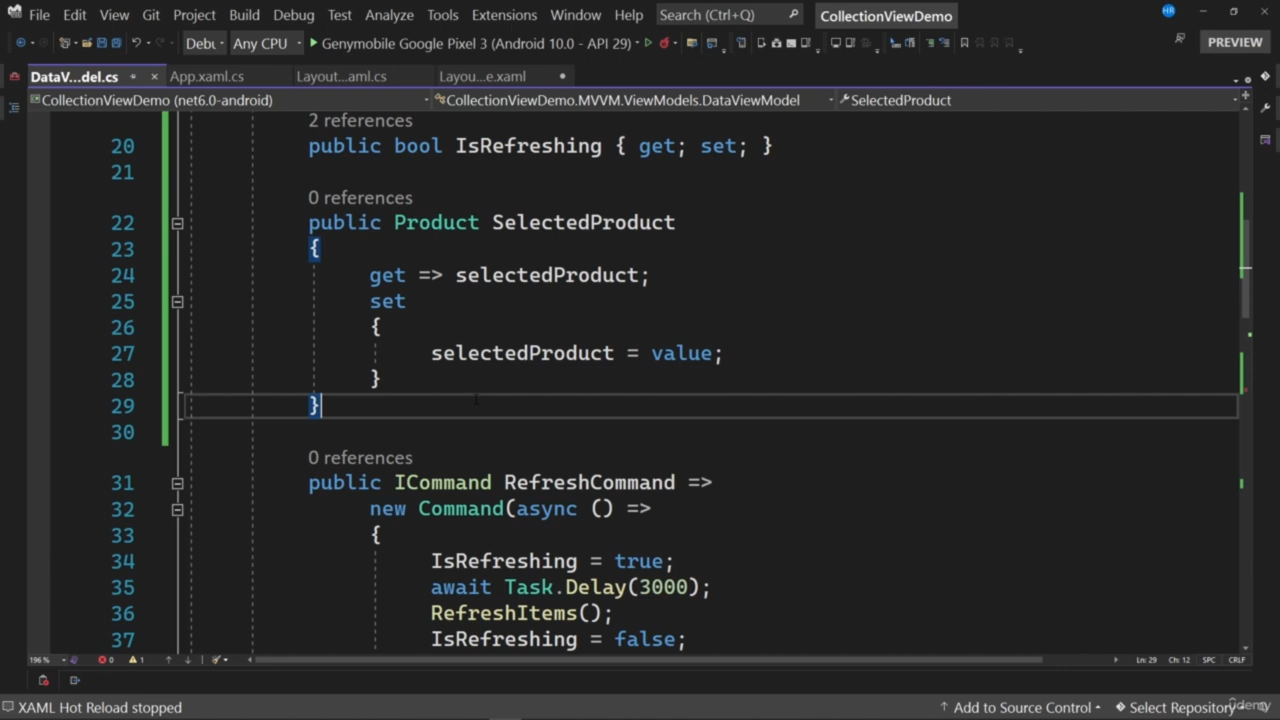 File Edit View Git Project Build Debug Test Analyze Tools Extensions Window Help Search (Ctrl+Q) CollectionViewDemo HR
Debu Any CPU Genymobile Google Pixel 3 (Android 10.0 - API 29) PREVIEW
DataV...del.cs App.xaml.cs Layout...aml.cs Layou...e.xaml
CollectionViewDemo (net6.0-android) CollectionViewDemo.MVVM.ViewModels.DataViewModel SelectedProduct
2 references
20 public bool IsRefreshing { get; set; }
21
0 references
22 public Product SelectedProduct
23 {
24 get => selectedProduct;
25 set
26 {
27 selectedProduct = value;
28 }
29 }
30
0 references
31 public ICommand RefreshCommand =>
32 new Command(async () =>
33 {
34 IsRefreshing = true;
35 await Task.Delay(3000);
36 RefreshItems();
37 IsRefreshing = false;
196 % 0 1 Ln: 29 Ch: 12 SPC CRLF
XAML Hot Reload stopped Add to Source Control Select Repository
Udemy